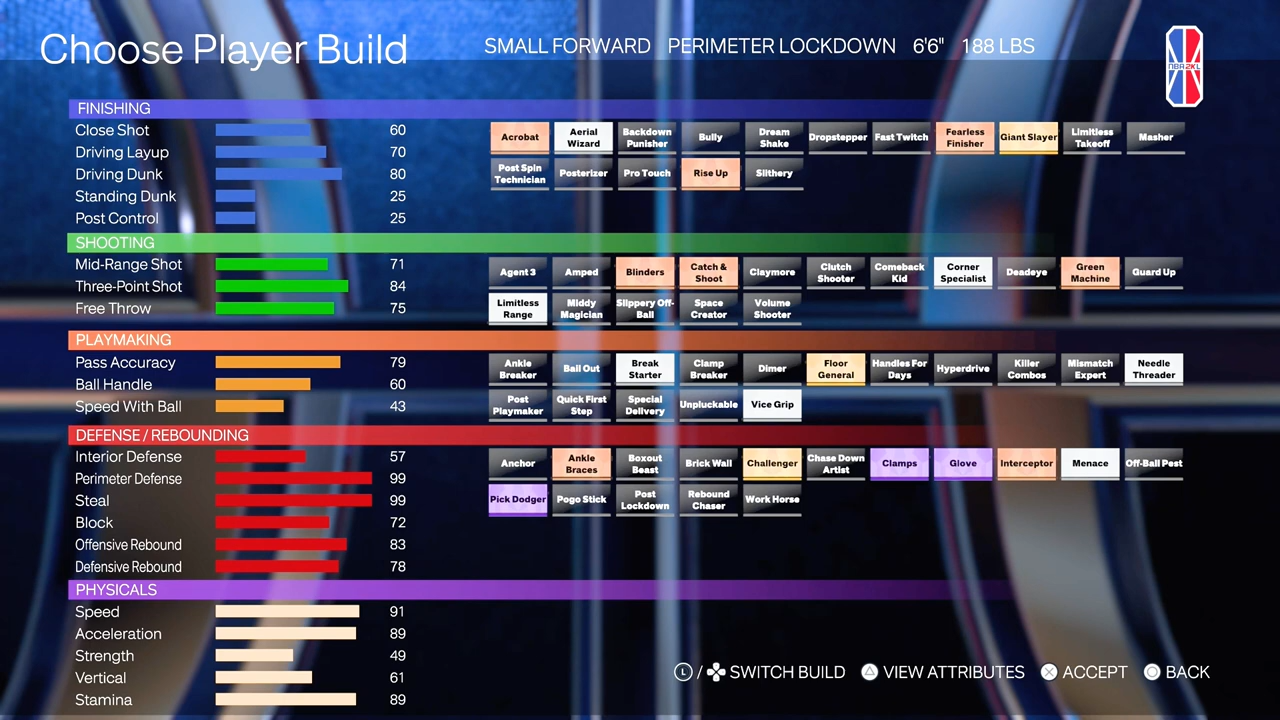 Choose Player Build
SMALL FORWARD PERIMETER LOCKDOWN 6'6" 188 LBS
NBA2KL
FINISHING
Close Shot 60
Driving Layup 70
Driving Dunk 80
Standing Dunk 25
Post Control 25
Acrobat Aerial Wizard Backdown Punisher Bully Dream Shake Dropstepper Fast Twitch Fearless Finisher Giant Slayer Limitless Takeoff Masher
Post Spin Technician Posterizer Pro Touch Rise Up Slithery
SHOOTING
Mid-Range Shot 71
Three-Point Shot 84
Free Throw 75
Agent 3 Amped Blinders Catch & Shoot Claymore Clutch Shooter Comeback Kid Corner Specialist Deadeye Green Machine Guard Up
Limitless Range Middy Magician Slippery Off-Ball Space Creator Volume Shooter
PLAYMAKING
Pass Accuracy 79
Ball Handle 60
Speed With Ball 43
Ankle Breaker Bail Out Break Starter Clamp Breaker Dimer Floor General Handles For Days Hyperdrive Killer Combos Mismatch Expert Needle Threader
Post Playmaker Quick First Step Special Delivery Unpluckable Vice Grip
DEFENSE / REBOUNDING
Interior Defense 57
Perimeter Defense 99
Steal 99
Block 72
Offensive Rebound 83
Defensive Rebound 78
Anchor Ankle Braces Boxout Beast Brick Wall Challenger Chase Down Artist Clamps Glove Interceptor Menace Off-Ball Pest
Pick Dodger Pogo Stick Post Lockdown Rebound Chaser Work Horse
PHYSICALS
Speed 91
Acceleration 89
Strength 49
Vertical 61
Stamina 89
L / SWITCH BUILD VIEW ATTRIBUTES ACCEPT BACK